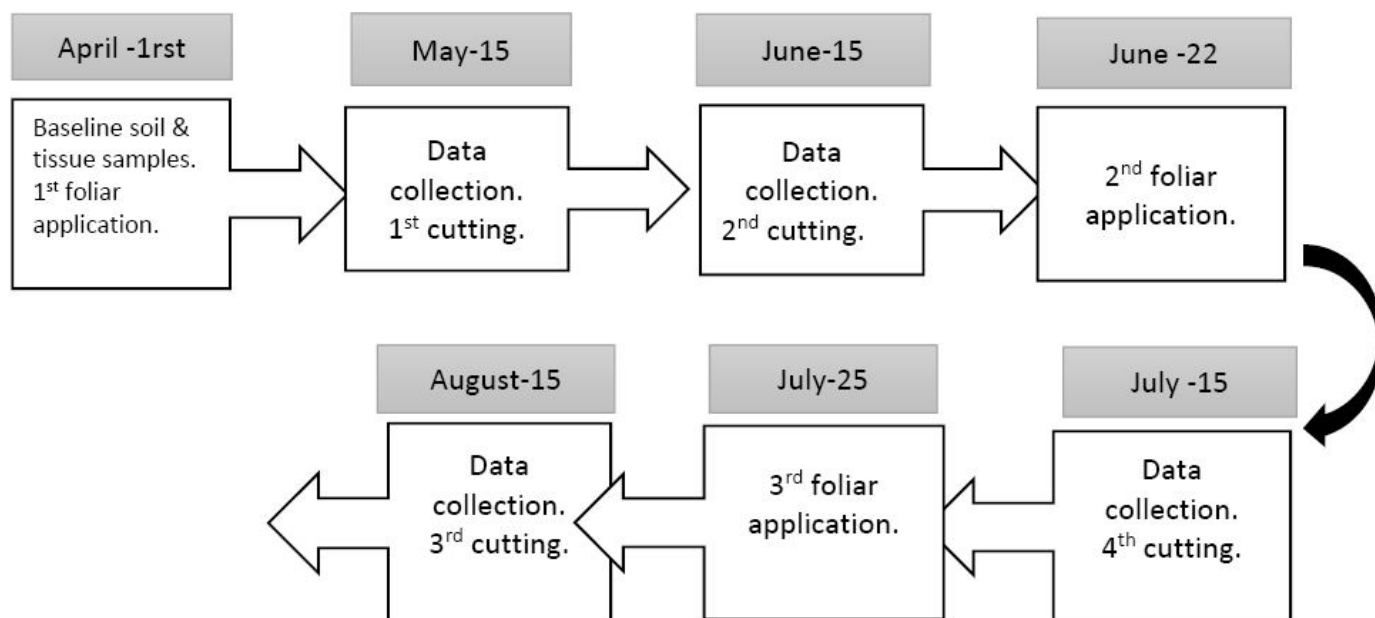 April -1rst
Baseline soil &
tissue samples.
1st foliar
application.
May-15
Data
collection.
1st cutting.
June-15
Data
collection.
2nd cutting.
June -22
2nd foliar
application.
July -15
Data
collection.
4th cutting.
July-25
3rd foliar
application.
August-15
Data
collection.
3rd cutting.